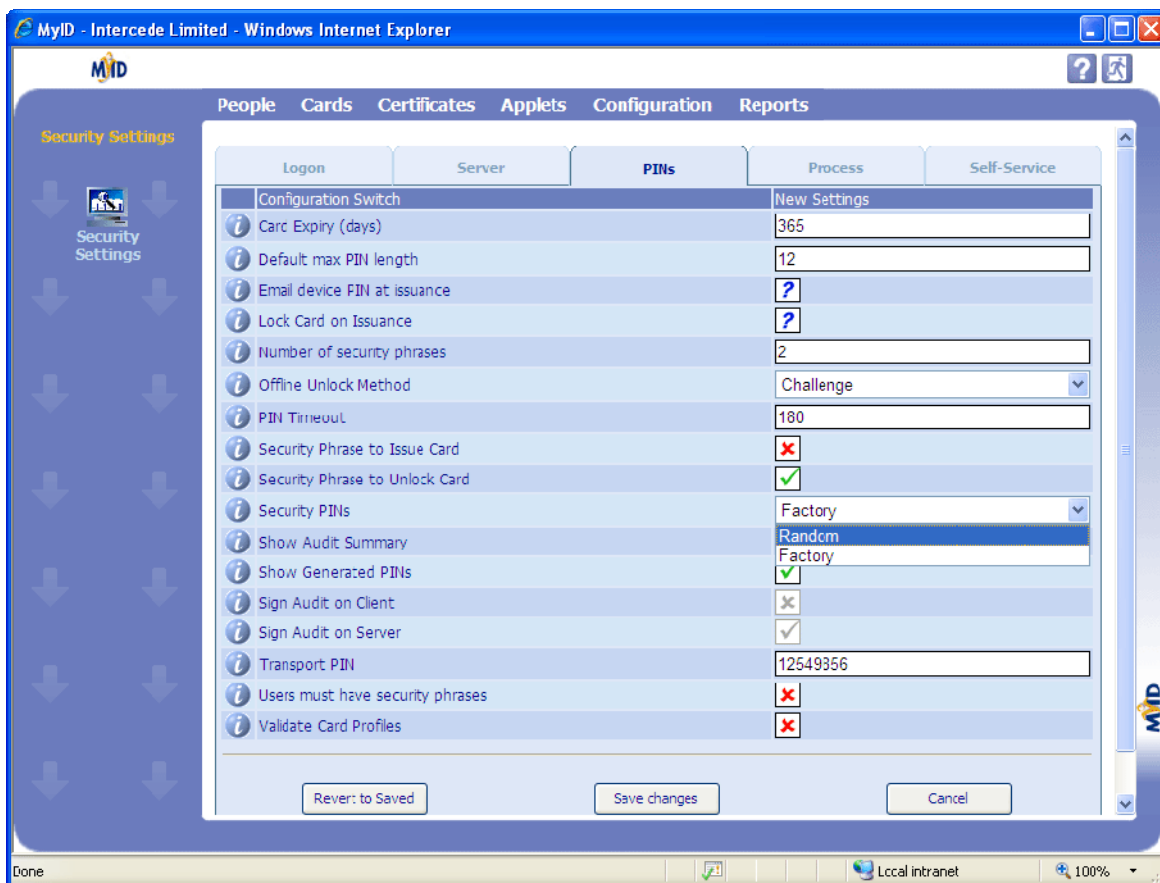 MyID - Intercede Limited - Windows Internet Explorer
MyID
People Cards Certificates Applets Configuration Reports
Security Settings
Security
Settings
Logon Server PINs Process Self-Service
Configuration Switch New Settings
Card Expiry (days) 365
Default max PIN length 12
Email device PIN at issuance ?
Lock Card on Issuance ?
Number of security phrases 2
Offline Unlock Method Challenge
PIN Timeout 180
Security Phrase to Issue Card
Security Phrase to Unlock Card
Security PINs Factory
Random
Show Audit Summary
Factory
Show Generated PINs
Sign Audit on Client
Sign Audit on Server
Transport PIN 12549856
Users must have security phrases
Validate Card Profiles
MyID
Revert to Saved Save changes Cancel
Done Local intranet 100%